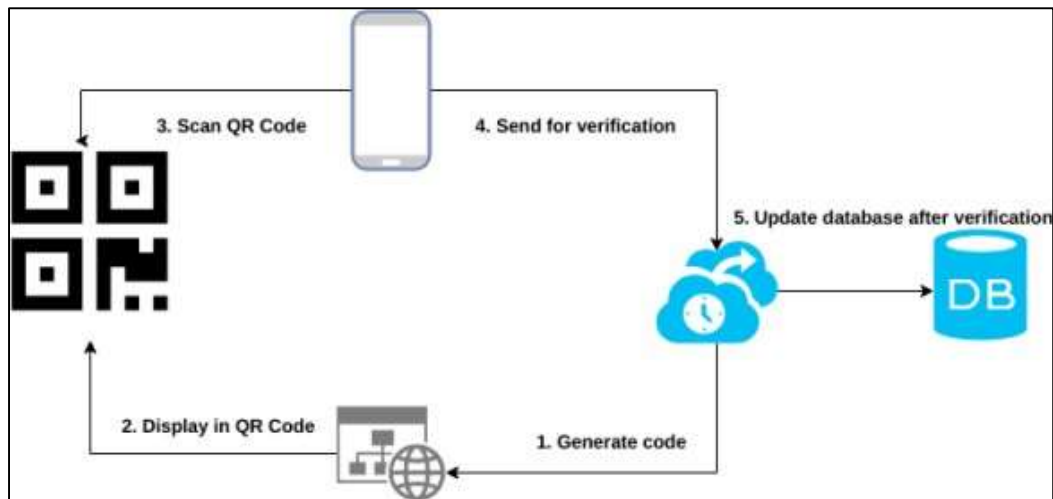 3. Scan QR Code
4. Send for verification
5. Update database after verification
DB
2. Display in QR Code
1. Generate code